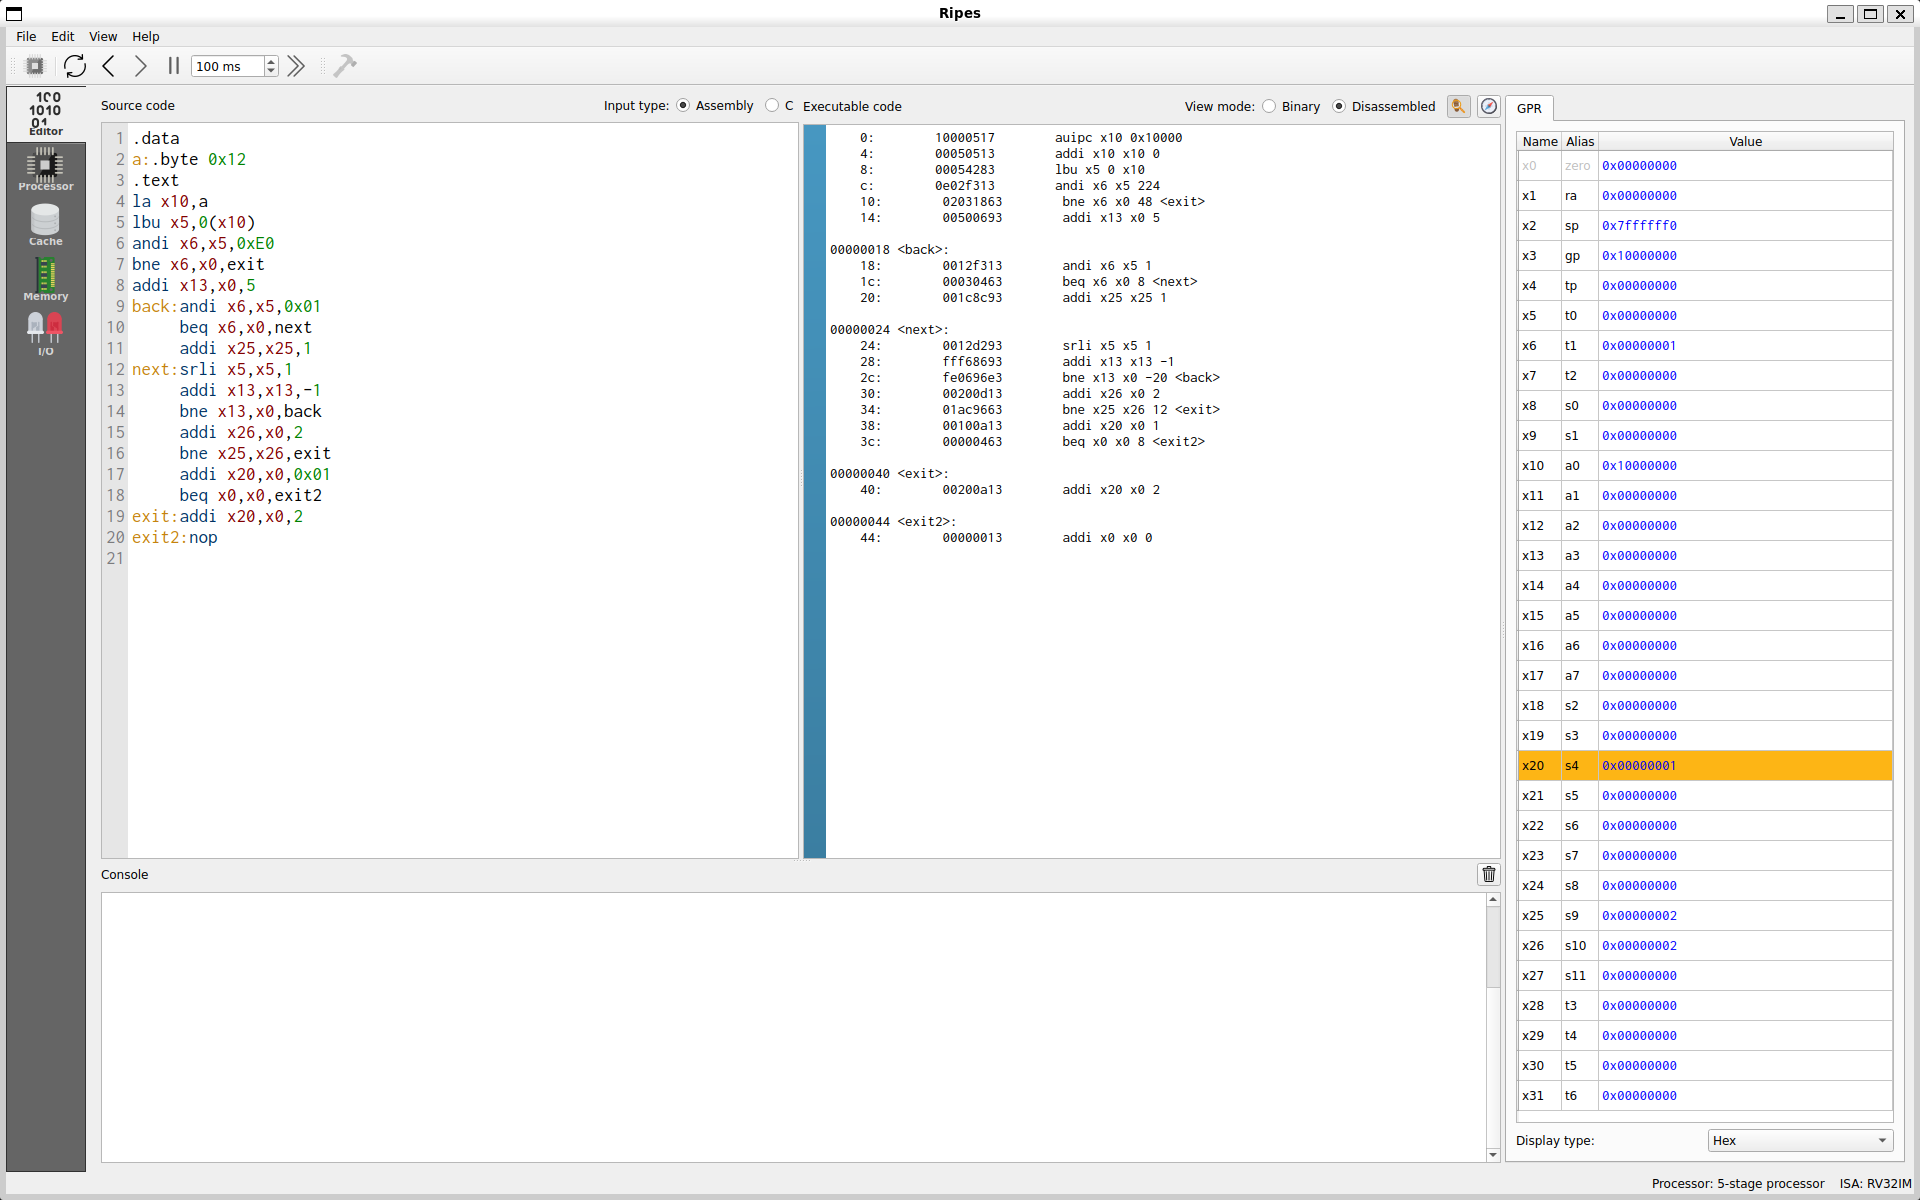 Ripes
File Edit View Help
100 ms
Editor
Processor
Cache
Memory
I/O
Source code Input type: Assembly C
1 .data
2 a:.byte 0x12
3 .text
4 la x10,a
5 lbu x5,0(x10)
6 andi x6,x5,0xE0
7 bne x6,x0,exit
8 addi x13,x0,5
9 back:andi x6,x5,0x01
10 beq x6,x0,next
11 addi x25,x25,1
12 next:srli x5,x5,1
13 addi x13,x13,-1
14 bne x13,x0,back
15 addi x26,x0,2
16 bne x25,x26,exit
17 addi x20,x0,0x01
18 beq x0,x0,exit2
19 exit:addi x20,x0,2
20 exit2:nop
21
Executable code View mode: Binary Disassembled
0: 10000517 auipc x10 0x10000
4: 00050513 addi x10 x10 0
8: 00054283 lbu x5 0 x10
c: 0e02f313 andi x6 x5 224
10: 02031863 bne x6 x0 48 <exit>
14: 00500693 addi x13 x0 5
00000018 <back>:
18: 0012f313 andi x6 x5 1
1c: 00030463 beq x6 x0 8 <next>
20: 001c8c93 addi x25 x25 1
00000024 <next>:
24: 0012d293 srli x5 x5 1
28: fff68693 addi x13 x13 -1
2c: fe0696e3 bne x13 x0 -20 <back>
30: 00200d13 addi x26 x0 2
34: 01ac9663 bne x25 x26 12 <exit>
38: 00100a13 addi x20 x0 1
3c: 00000463 beq x0 x0 8 <exit2>
00000040 <exit>:
40: 00200a13 addi x20 x0 2
00000044 <exit2>:
44: 00000013 addi x0 x0 0
Console
GPR
Name Alias Value
x0 zero 0x00000000
x1 ra 0x00000000
x2 sp 0x7ffffff0
x3 gp 0x10000000
x4 tp 0x00000000
x5 t0 0x00000000
x6 t1 0x00000001
x7 t2 0x00000000
x8 s0 0x00000000
x9 s1 0x00000000
x10 a0 0x10000000
x11 a1 0x00000000
x12 a2 0x00000000
x13 a3 0x00000000
x14 a4 0x00000000
x15 a5 0x00000000
x16 a6 0x00000000
x17 a7 0x00000000
x18 s2 0x00000000
x19 s3 0x00000000
x20 s4 0x00000001
x21 s5 0x00000000
x22 s6 0x00000000
x23 s7 0x00000000
x24 s8 0x00000000
x25 s9 0x00000002
x26 s10 0x00000002
x27 s11 0x00000000
x28 t3 0x00000000
x29 t4 0x00000000
x30 t5 0x00000000
x31 t6 0x00000000
Display type: Hex
Processor: 5-stage processor ISA: RV32IM